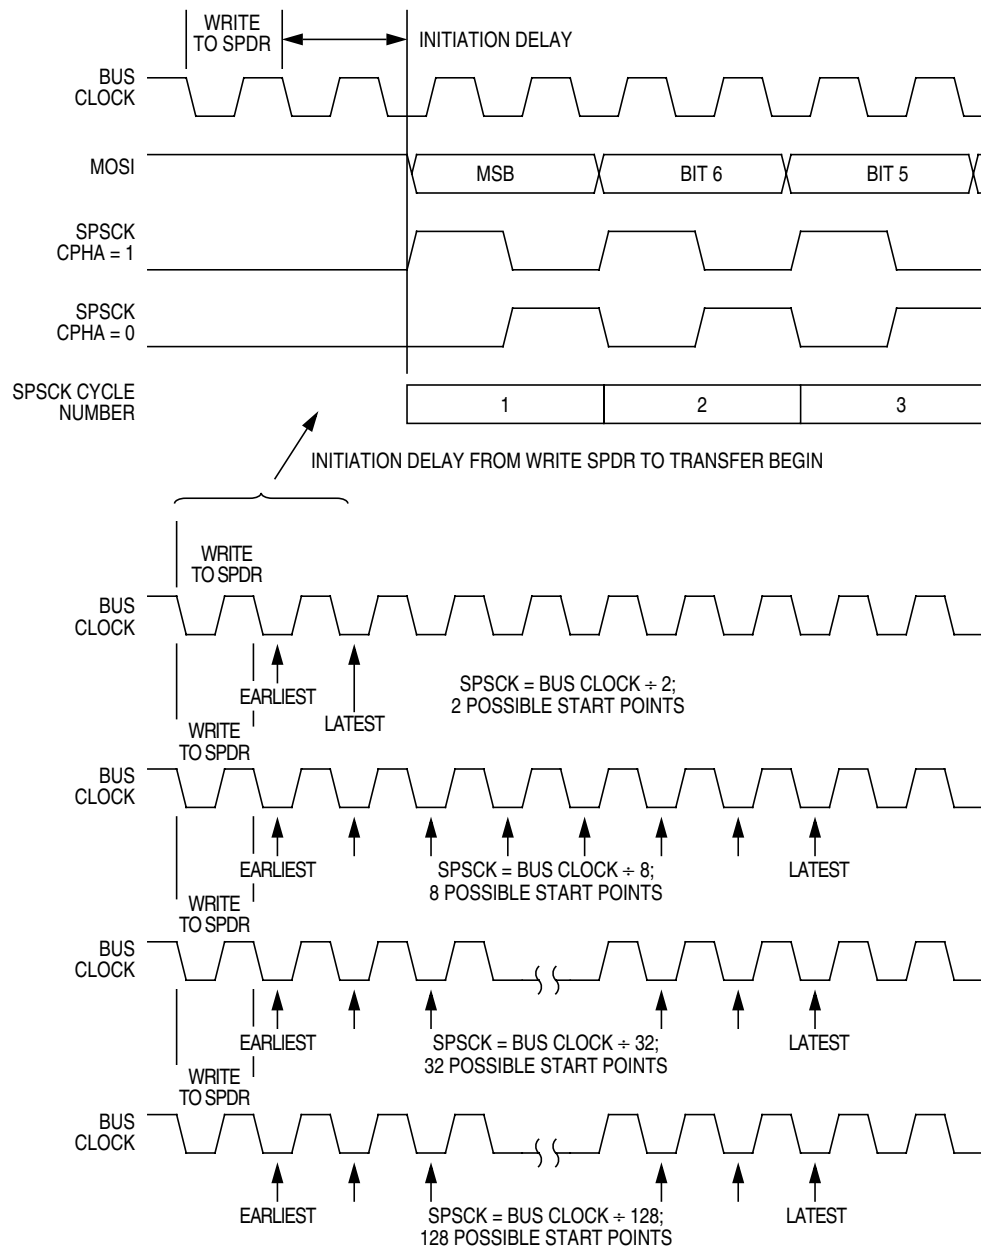 WRITE
TO SPDR
INITIATION DELAY
BUS
CLOCK
MOSI
MSB
BIT 6
BIT 5
SPSCK
CPHA = 1
SPSCK
CPHA = 0
SPSCK CYCLE
NUMBER
1
2
3
INITIATION DELAY FROM WRITE SPDR TO TRANSFER BEGIN
WRITE
TO SPDR
BUS
CLOCK
EARLIEST
LATEST
SPSCK = BUS CLOCK ÷ 2;
2 POSSIBLE START POINTS
WRITE
TO SPDR
BUS
CLOCK
EARLIEST
SPSCK = BUS CLOCK ÷ 8;
8 POSSIBLE START POINTS
LATEST
WRITE
TO SPDR
BUS
CLOCK
EARLIEST
SPSCK = BUS CLOCK ÷ 32;
32 POSSIBLE START POINTS
LATEST
WRITE
TO SPDR
BUS
CLOCK
EARLIEST
SPSCK = BUS CLOCK ÷ 128;
128 POSSIBLE START POINTS
LATEST